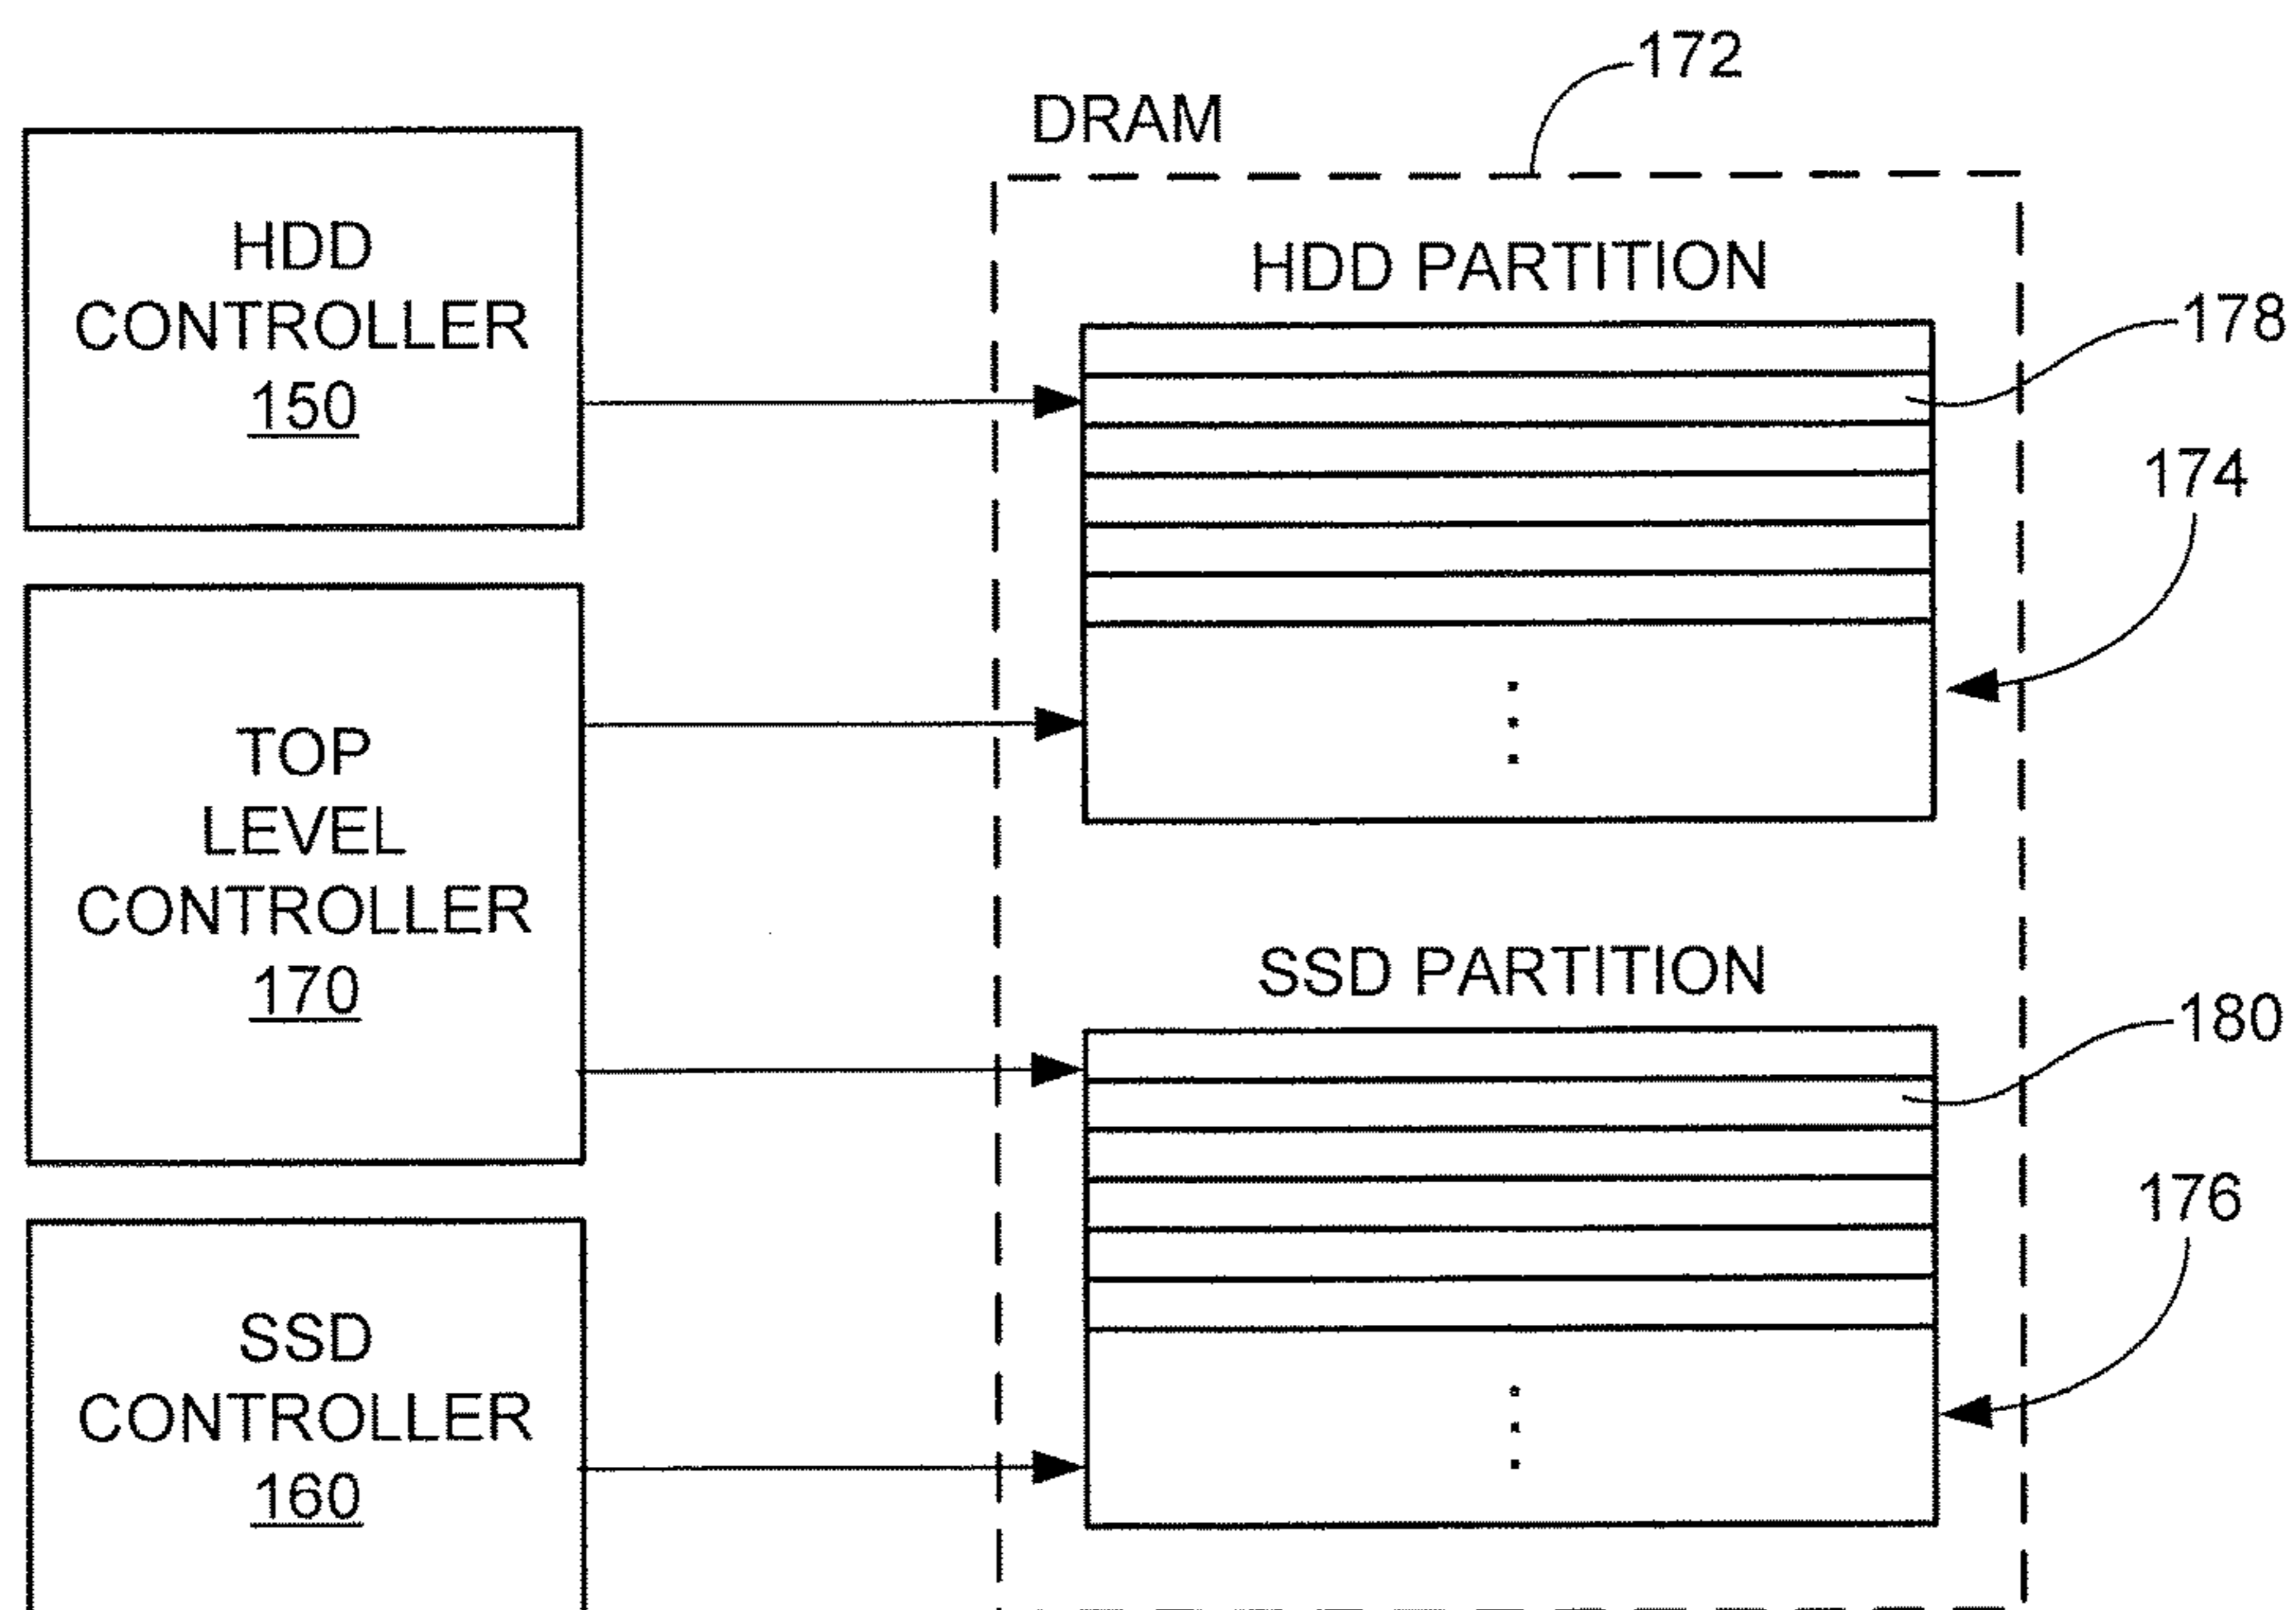 172
DRAM
HDD
CONTROLLER
150
HDD PARTITION
178
174
TOP
LEVEL
CONTROLLER
170
SSD PARTITION
180
176
SSD
CONTROLLER
160